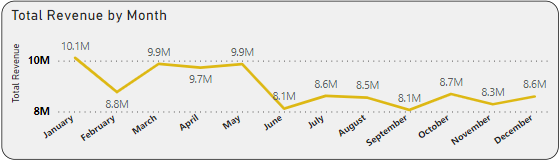 Total Revenue by Month
Total Revenue
10M
8M
10.1M
8.8M
9.9M
9.7M
9.9M
8.1M
8.6M
8.5M
8.1M
8.7M
8.3M
8.6M
January
February
March
April
May
June
July
August
September
October
November
December